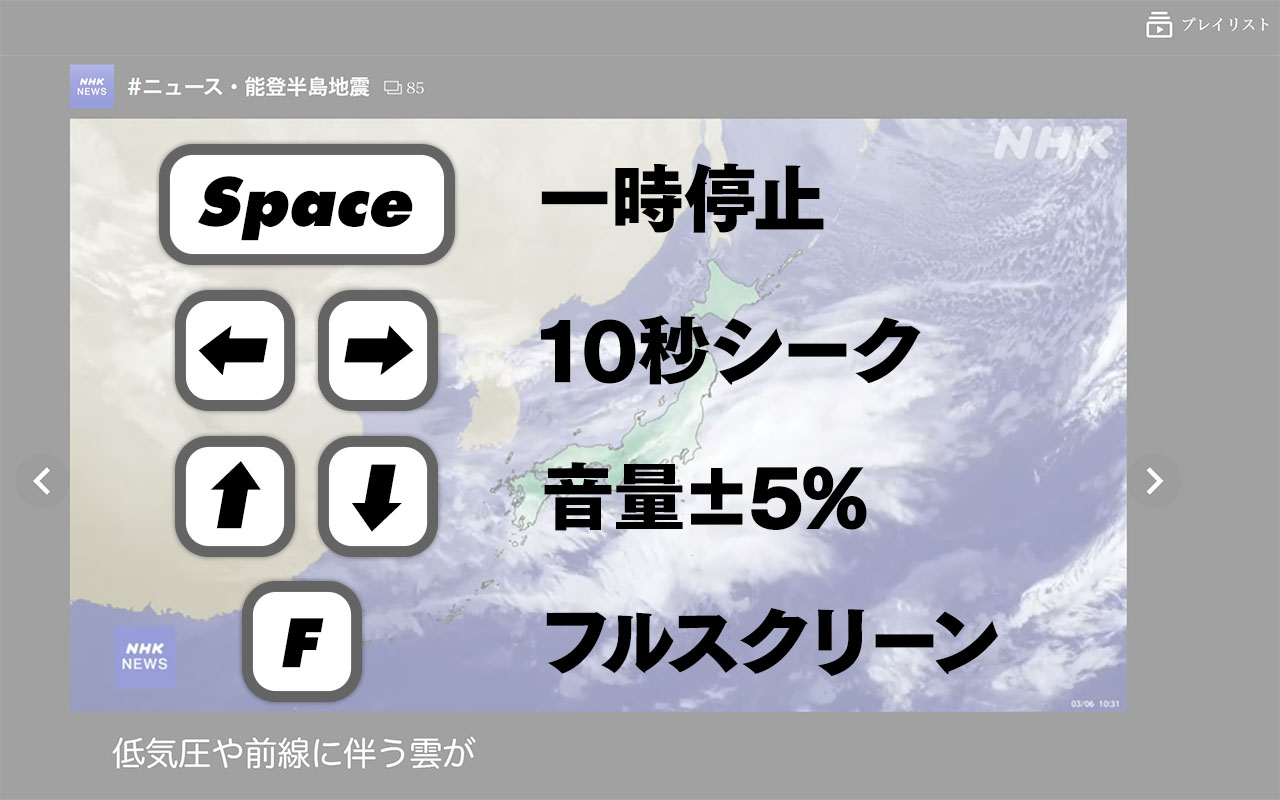 プレイリスト
NHK
NEWS
#ニュース・能登半島地震 85
NHK
Space 一時停止
← → 10秒シーク
↑ ↓ 音量±5%
F フルスクリーン
NHK
NEWS
03/06 10:31
低気圧や前線に伴う雲が